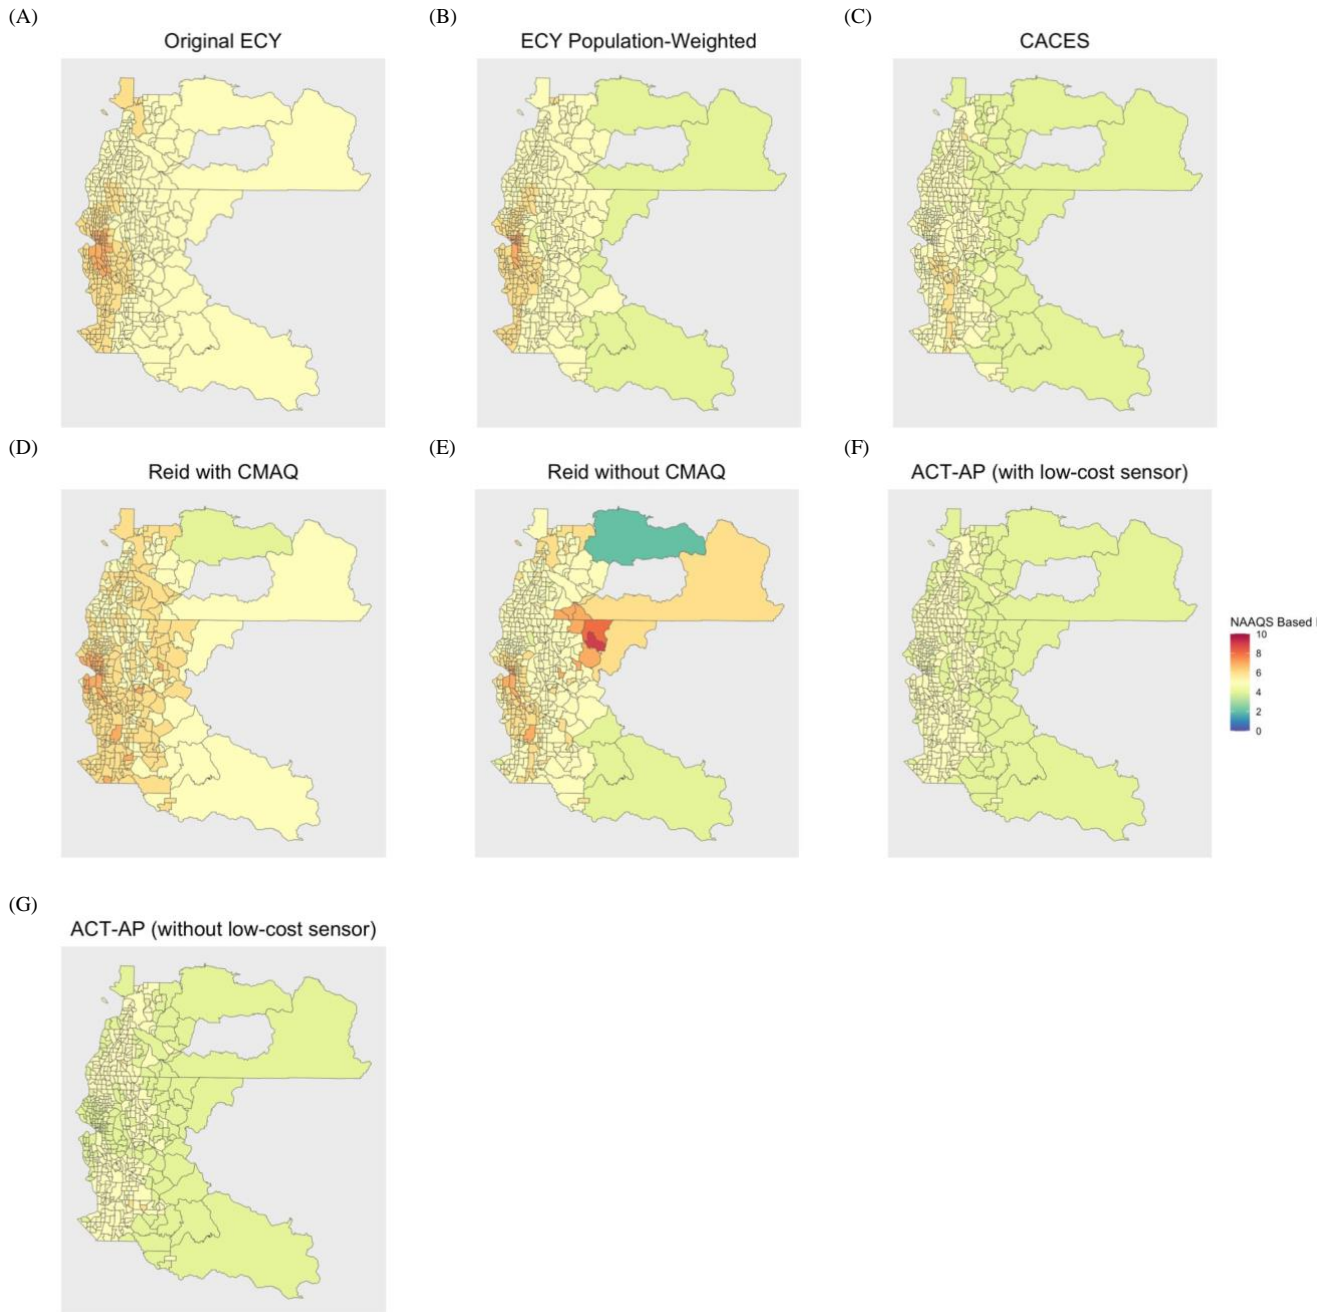 (A)
Original ECY
(B)
ECY Population-Weighted
(C)
CACES
(D)
Reid with CMAQ
(E)
Reid without CMAQ
(F)
ACT-AP (with low-cost sensor)
NAAQS Based
10
8
6
4
2
0
(G)
ACT-AP (without low-cost sensor)